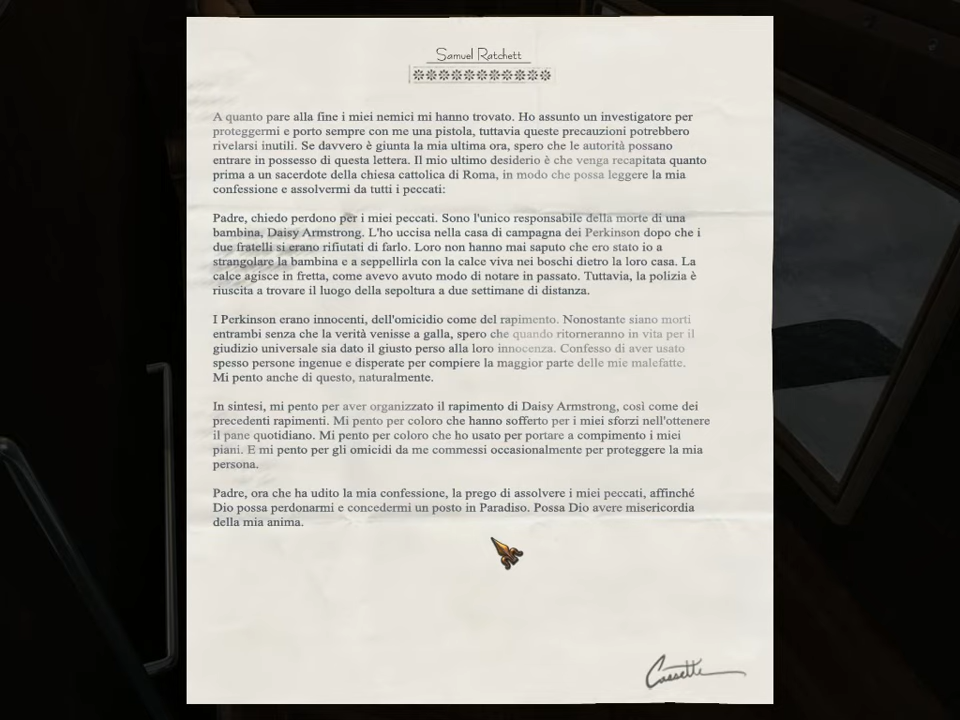 Samuel Ratchett
A quanto pare alla fine i miei nemici mi hanno trovato. Ho assunto un investigatore per
proteggermi e porto sempre con me una pistola, tuttavia queste precauzioni potrebbero
rivelarsi inutili. Se davvero è giunta la mia ultima ora, spero che le autorità possano
entrare in possesso di questa lettera. Il mio ultimo desiderio è che venga recapitata quanto
prima a un sacerdote della chiesa cattolica di Roma, in modo che possa leggere la mia
confessione e assolvermi da tutti i peccati:
Padre, chiedo perdono per i miei peccati. Sono l'unico responsabile della morte di una
bambina, Daisy Armstrong. L'ho uccisa nella casa di campagna dei Perkinson dopo che i
due fratelli si erano rifiutati di farlo. Loro non hanno mai saputo che ero stato io a
strangolare la bambina e a seppellirla con la calce viva nei boschi dietro la loro casa. La
calce agisce in fretta, come avevo avuto modo di notare in passato. Tuttavia, la polizia è
riuscita a trovare il luogo della sepoltura a due settimane di distanza.
I Perkinson erano innocenti, dell'omicidio come del rapimento. Nonostante siano morti
entrambi senza che la verità venisse a galla, spero che quando ritorneranno in vita per il
giudizio universale sia dato il giusto perso alla loro innocenza. Confesso di aver usato
spesso persone ingenue e disperate per compiere la maggior parte delle mie malefatte.
Mi pento anche di questo, naturalmente.
In sintesi, mi pento per aver organizzato il rapimento di Daisy Armstrong, così come dei
precedenti rapimenti. Mi pento per coloro che hanno sofferto per i miei sforzi nell'ottenere
il pane quotidiano. Mi pento per coloro che ho usato per portare a compimento i miei
piani. E mi pento per gli omicidi da me commessi occasionalmente per proteggere la mia
persona.
Padre, ora che ha udito la mia confessione, la prego di assolvere i miei peccati, affinché
Dio possa perdonarmi e concedermi un posto in Paradiso. Possa Dio avere misericordia
della mia anima.
Cassette